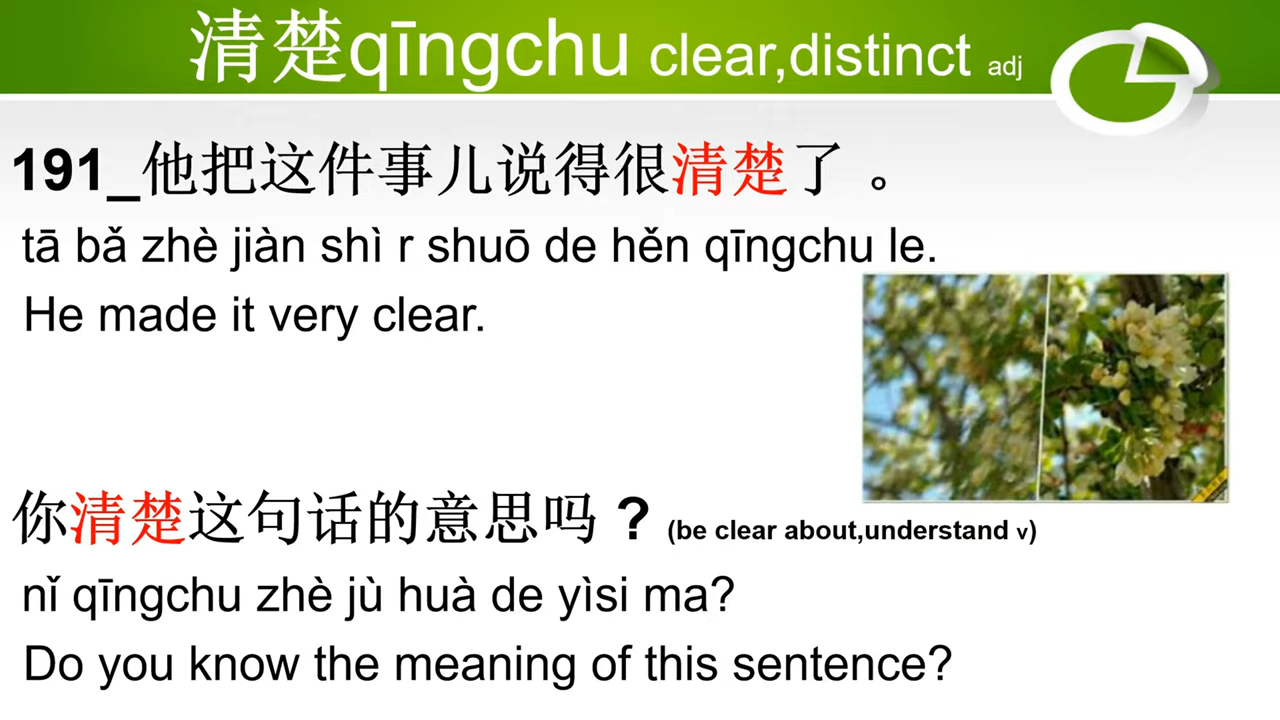 清楚qīngchu clear,distinct adj
191_他把这件事儿说得很清楚了 。
tā bǎ zhè jiàn shì r shuō de hěn qīngchu le.
He made it very clear.
你清楚这句话的意思吗 ? (be clear about,understand v)
nǐ qīngchu zhè jù huà de yìsi ma?
Do you know the meaning of this sentence?